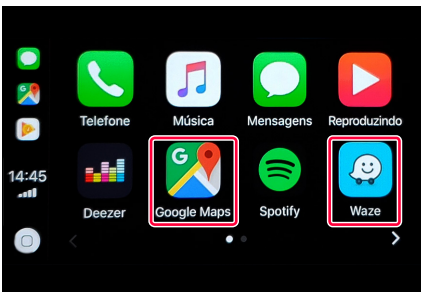 Telefone
Música
Mensagens
Reproduzindo
14:45
G
Deezer
Google Maps
Spotify
Waze